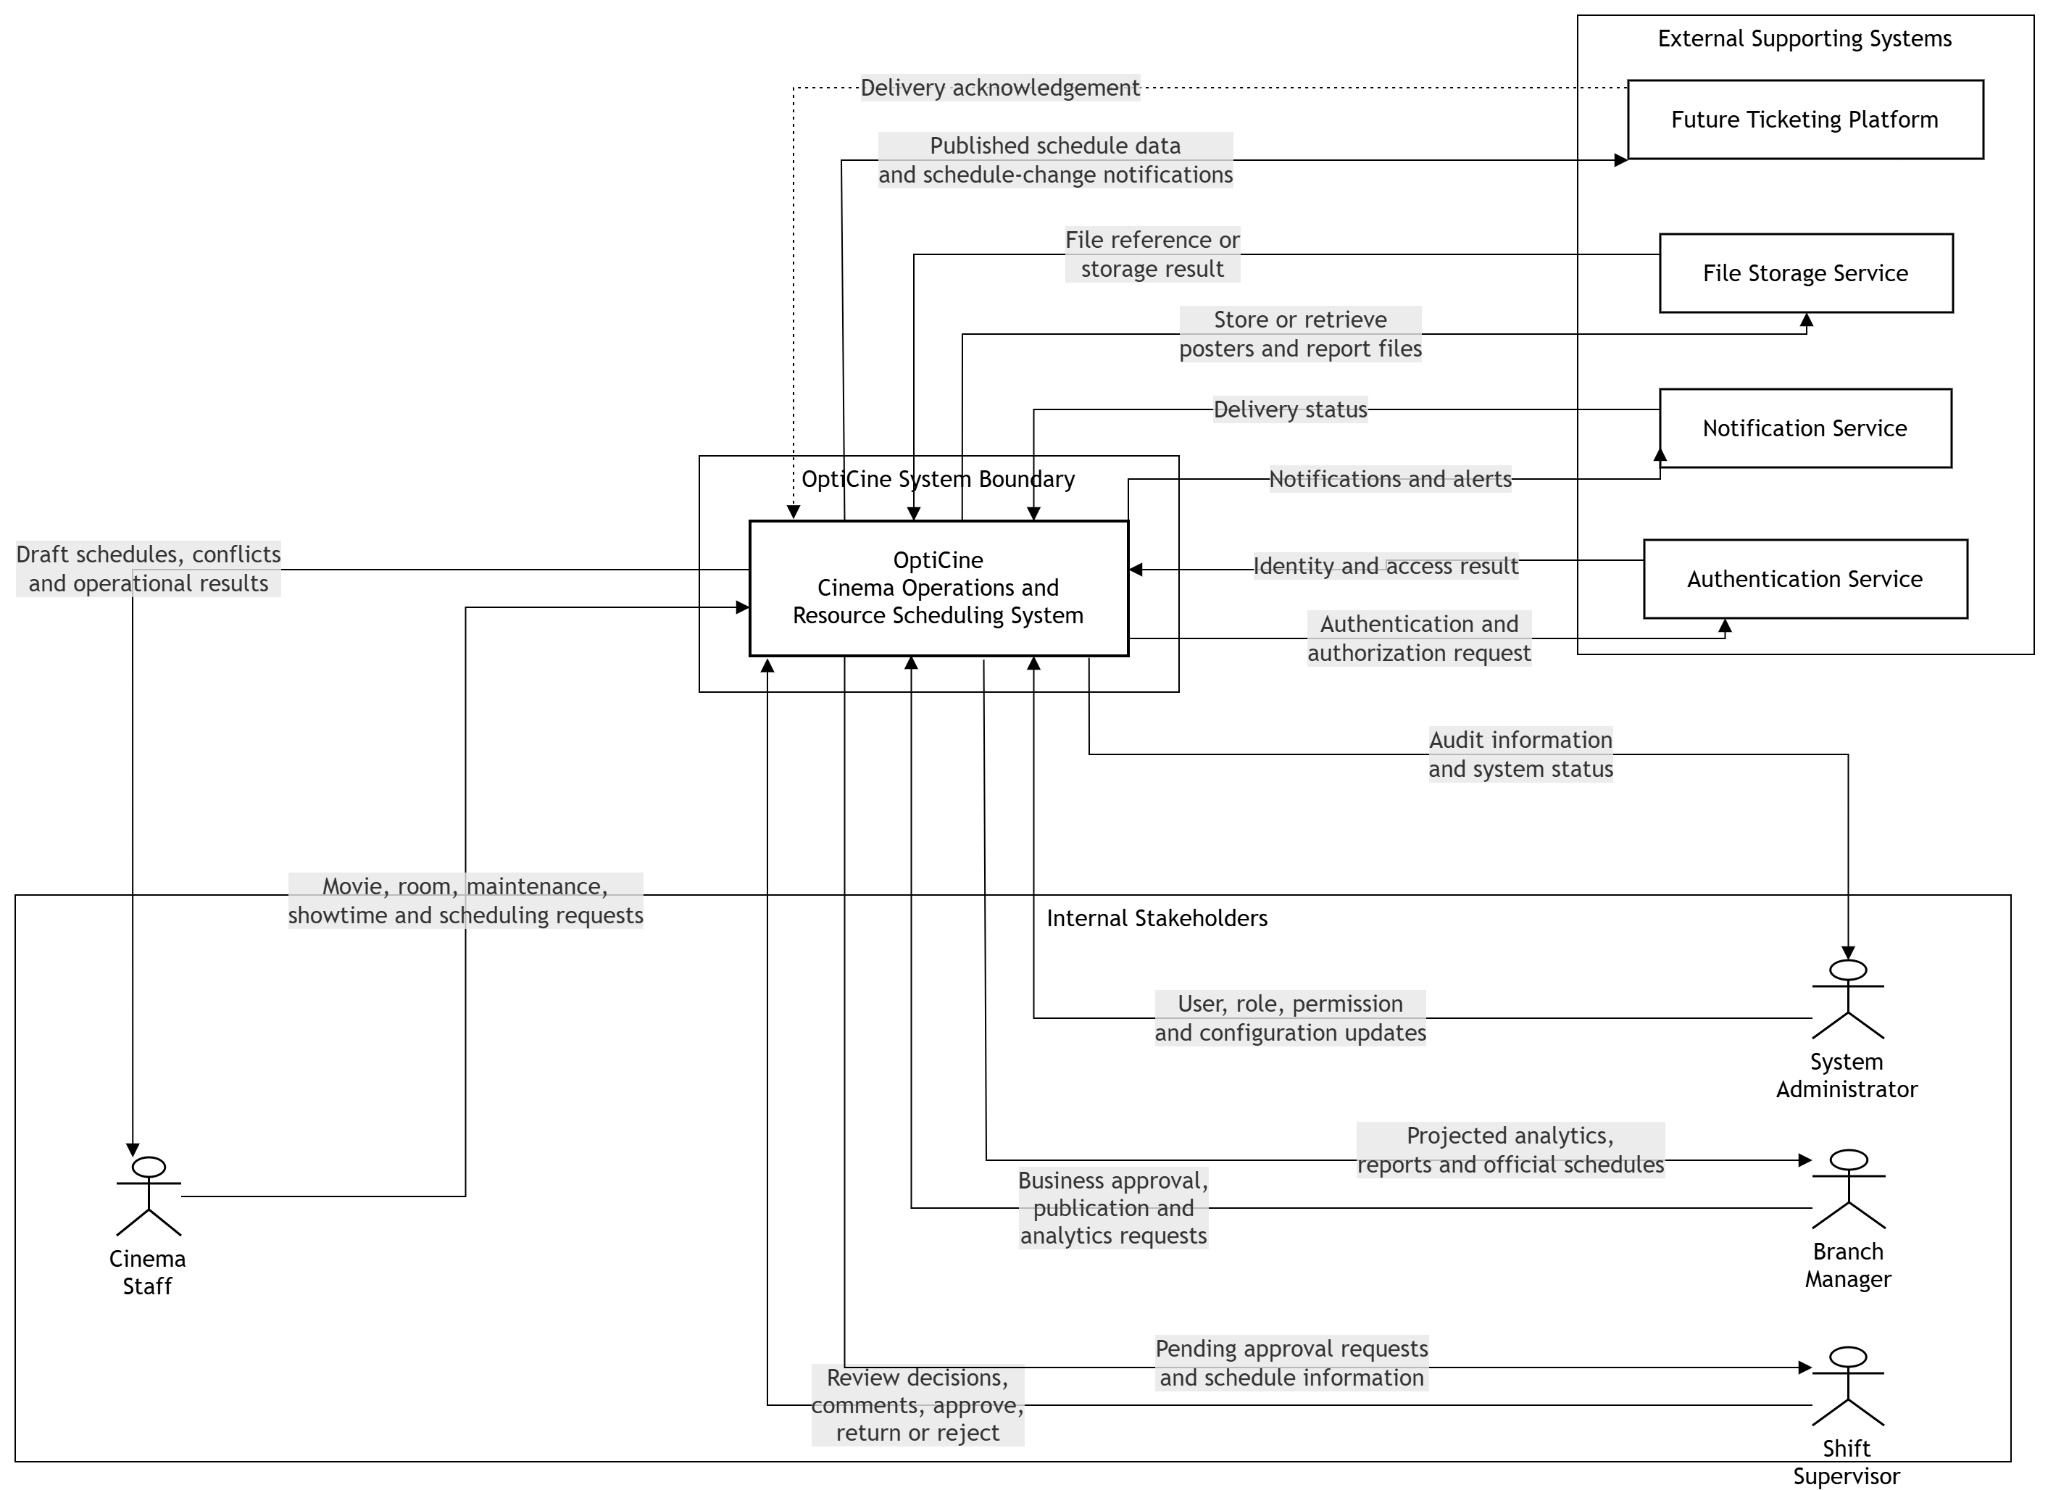 External Supporting Systems
Delivery acknowledgement
Future Ticketing Platform
Published schedule data
and schedule-change notifications
File reference or
storage result
File Storage Service
Store or retrieve
posters and report files
Delivery status
Notification Service
OptiCine System Boundary
Notifications and alerts
Draft schedules, conflicts
and operational results
OptiCine
Cinema Operations and
Resource Scheduling System
Identity and access result
Authentication Service
Authentication and
authorization request
Audit information
and system status
Movie, room, maintenance,
showtime and scheduling requests
Internal Stakeholders
User, role, permission
and configuration updates
System
Administrator
Projected analytics,
reports and official schedules
Business approval,
publication and
analytics requests
Cinema
Staff
Branch
Manager
Pending approval requests
and schedule information
Review decisions,
comments, approve,
return or reject
Shift
Supervisor